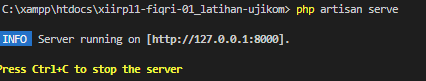 C:\xampp\htdocs\xiirpl1-fiqri-01_latihan-ujikom> php artisan serve
INFO Server running on [http://127.0.0.1:8000].
Press Ctrl+C to stop the server